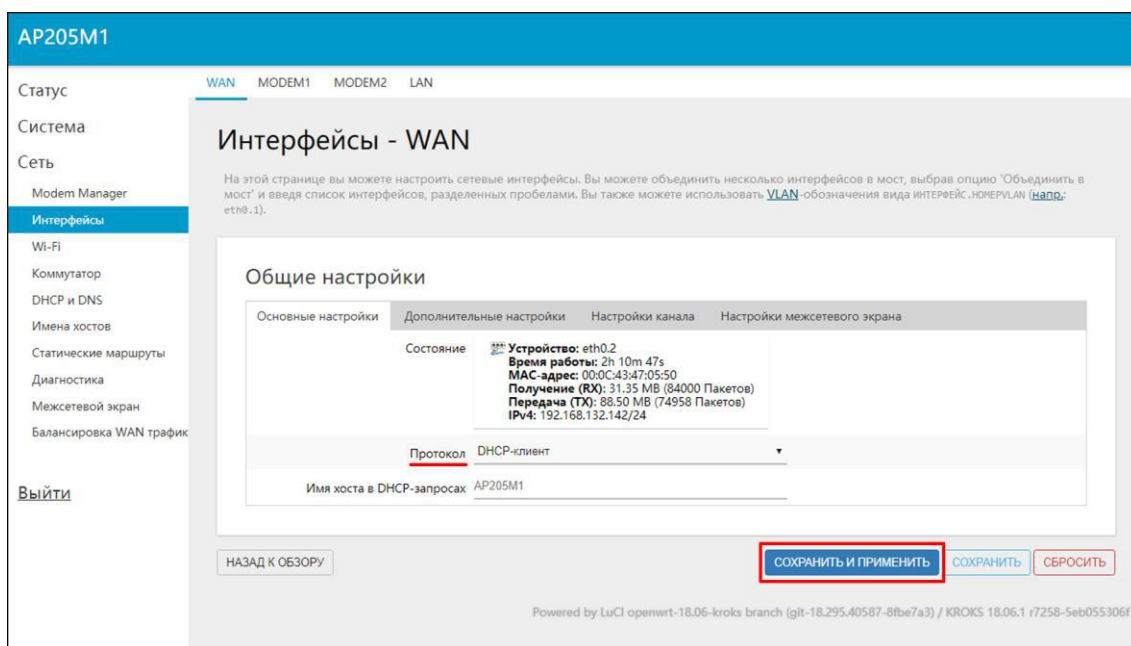 AP205M1
Статус
Система
Сеть
Modem Manager
Интерфейсы
Wi-Fi
Коммутатор
DHCP и DNS
Имена хостов
Статические маршруты
Диагностика
Межсетевой экран
Балансировка WAN трафик
Выйти
WAN MODEM1 MODEM2 LAN
Интерфейсы - WAN
На этой странице вы можете настроить сетевые интерфейсы. Вы можете объединить несколько интерфейсов в мост, выбрав опцию 'Объединить в
мост' и введя список интерфейсов, разделенных пробелами. Вы также можете использовать VLAN-обозначения вида ИНТЕРФЕЙС.НОМЕРVLAN (напр.:
eth0.1).
Общие настройки
Основные настройки Дополнительные настройки Настройки канала Настройки межсетевого экрана
Состояние Устройство: eth0.2
Время работы: 2h 10m 47s
MAC-адрес: 00:0C:43:47:05:50
Получение (RX): 31.35 MB (84000 Пакетов)
Передача (TX): 88.50 MB (74958 Пакетов)
IPv4: 192.168.132.142/24
Протокол DHCP-клиент
Имя хоста в DHCP-запросах AP205M1
НАЗАД К ОБЗОРУ СОХРАНИТЬ И ПРИМЕНИТЬ СОХРАНИТЬ СБРОСИТЬ
Powered by LuCI openwrt-18.06-kroks branch (git-18.295.40587-8fbe7a3) / KROKS 18.06.1 r7258-5eb055306f